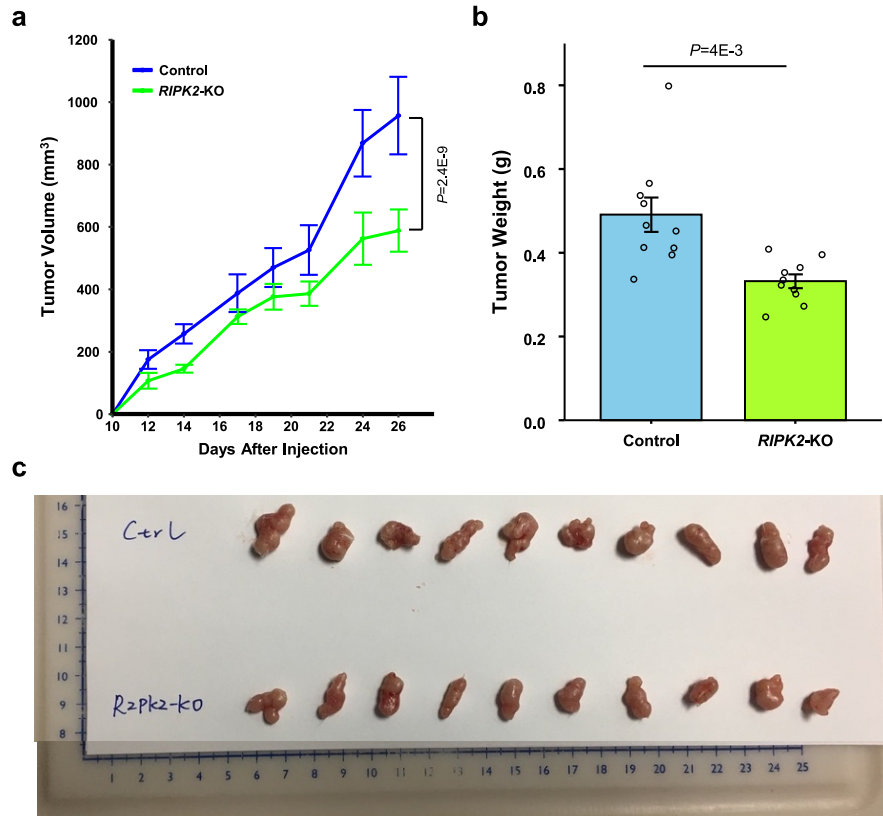 a
Control
RIPK2-KO
Tumor Volume (mm³)
1200
1000
800
600
400
200
0
10 12 14 16 18 20 22 24 26
Days After Injection
P=2.4E-9
b
P=4E-3
Tumor Weight (g)
0.8
0.6
0.4
0.2
0.0
Control RIPK2-KO
c
16
15
14
13
12
11
10
9
8
Ctrl
R2pk2-KO
1 2 3 4 5 6 7 8 9 10 11 12 13 14 15 16 17 18 19 20 21 22 23 24 25